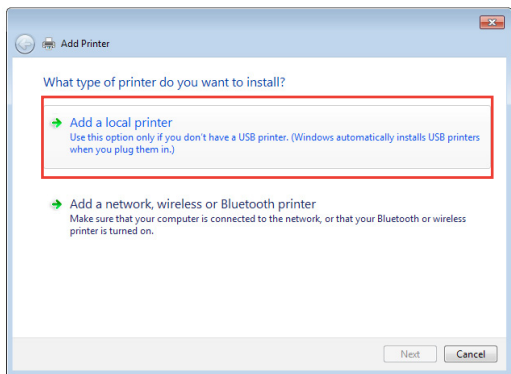 Add Printer
What type of printer do you want to install?
Add a local printer
Use this option only if you don't have a USB printer. (Windows automatically installs USB printers
when you plug them in.)
Add a network, wireless or Bluetooth printer
Make sure that your computer is connected to the network, or that your Bluetooth or wireless
printer is turned on.
Next Cancel